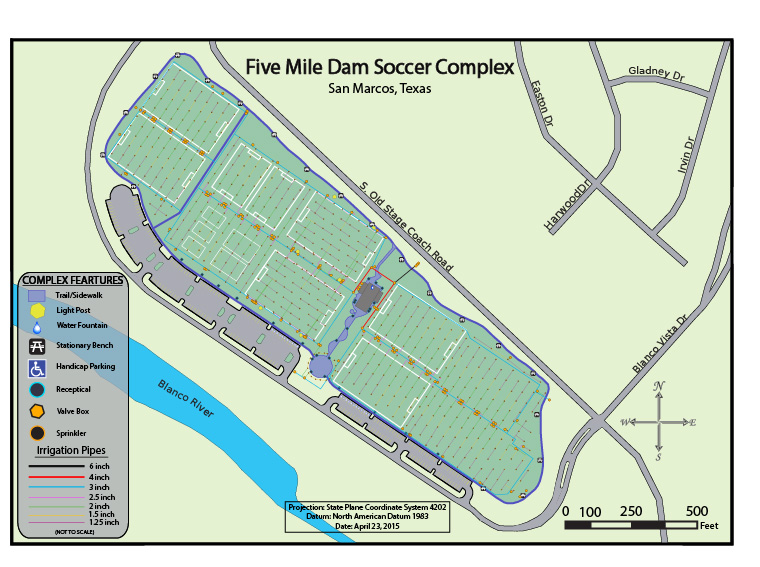 Five Mile Dam Soccer Complex
San Marcos, Texas
Gladney Dr
Easton Dr
Irvin Dr
HarwoodDr
S. Old Stage Coach Road
Blanco Vista Dr
Blanco River
COMPLEX FEARTURES
Trail/Sidewalk
Light Post
Water Fountain
Stationary Bench
Handicap Parking
Receptical
Valve Box
Sprinkler
Irrigation Pipes
6 inch
4 inch
3 inch
2.5 inch
2 inch
1.5 inch
1.25 inch
(NOT TO SCALE)
N
W E
S
Projection: State Plane Coordinate System 4202
Datum: North American Datum 1983
Date: April 23, 2015
0 100 250 500
Feet